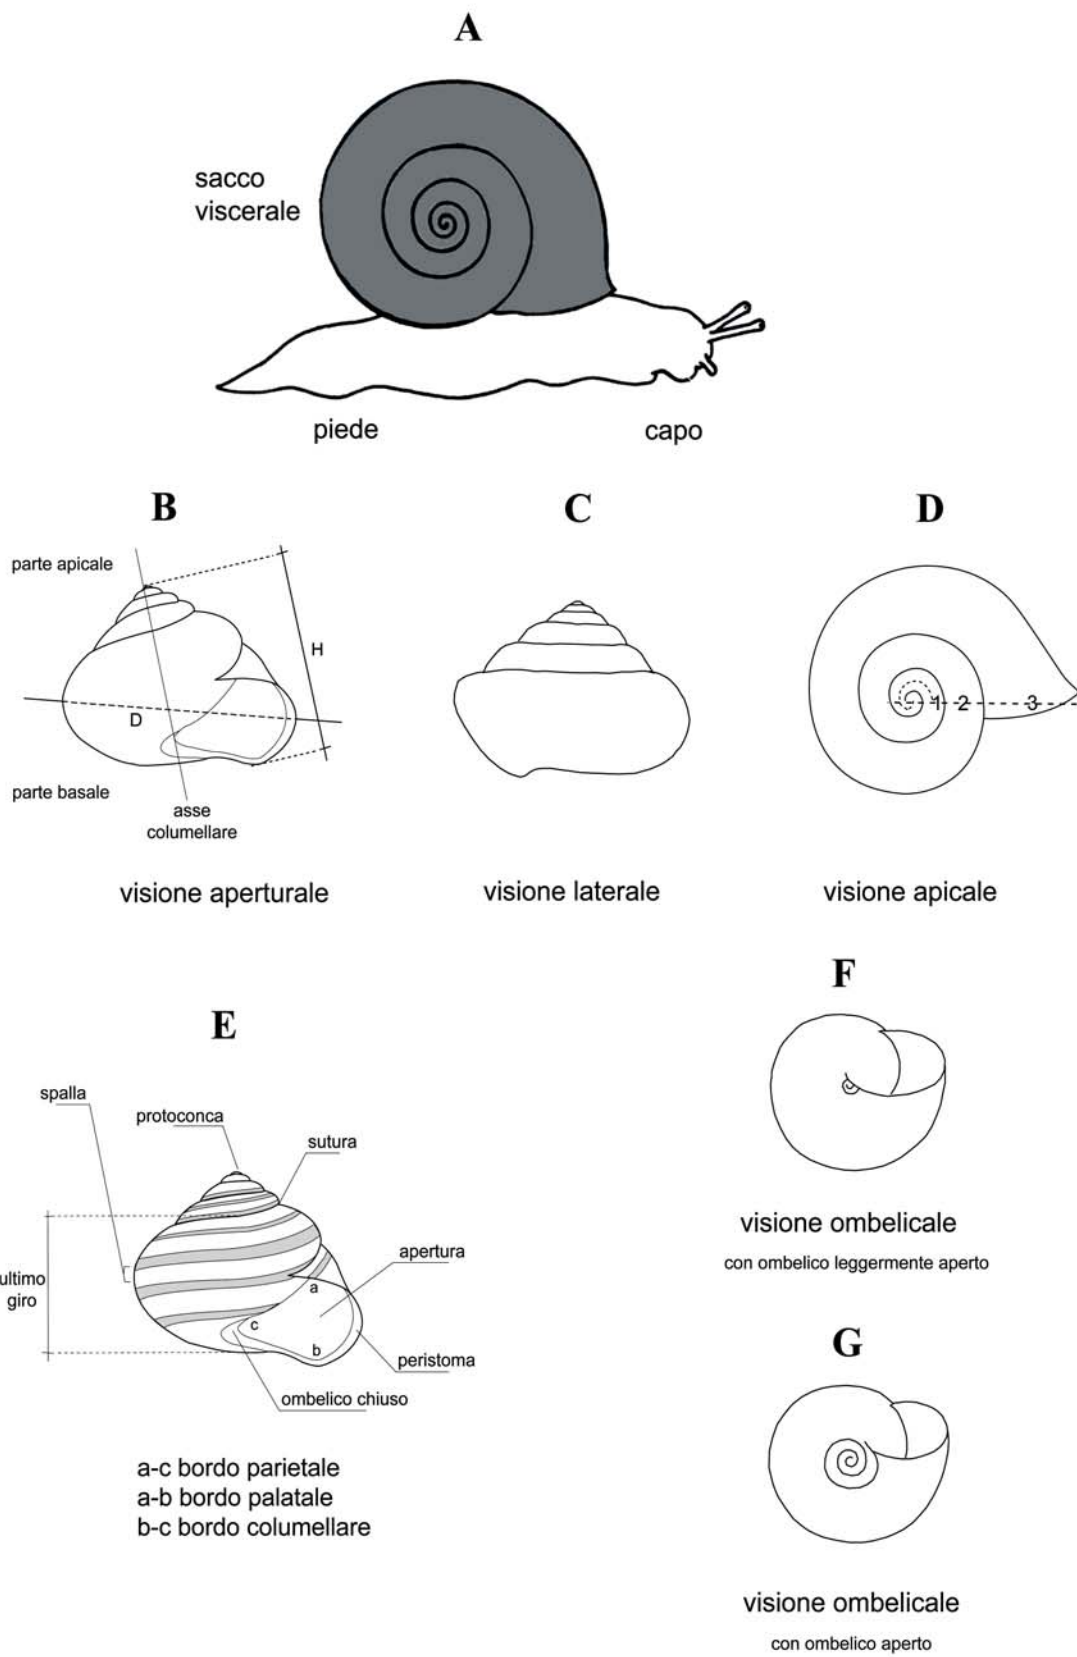 A
sacco
viscerale
piede
capo
B
C
D
parte apicale
H
D
1
2
3
parte basale
asse
columellare
visione aperturale
visione laterale
visione apicale
E
F
spalla
protoconca
sutura
apertura
ultimo
giro
a
c
b
peristoma
ombelico chiuso
visione ombelicale
con ombelico leggermente aperto
G
a-c bordo parietale
a-b bordo palatale
b-c bordo columellare
visione ombelicale
con ombelico aperto